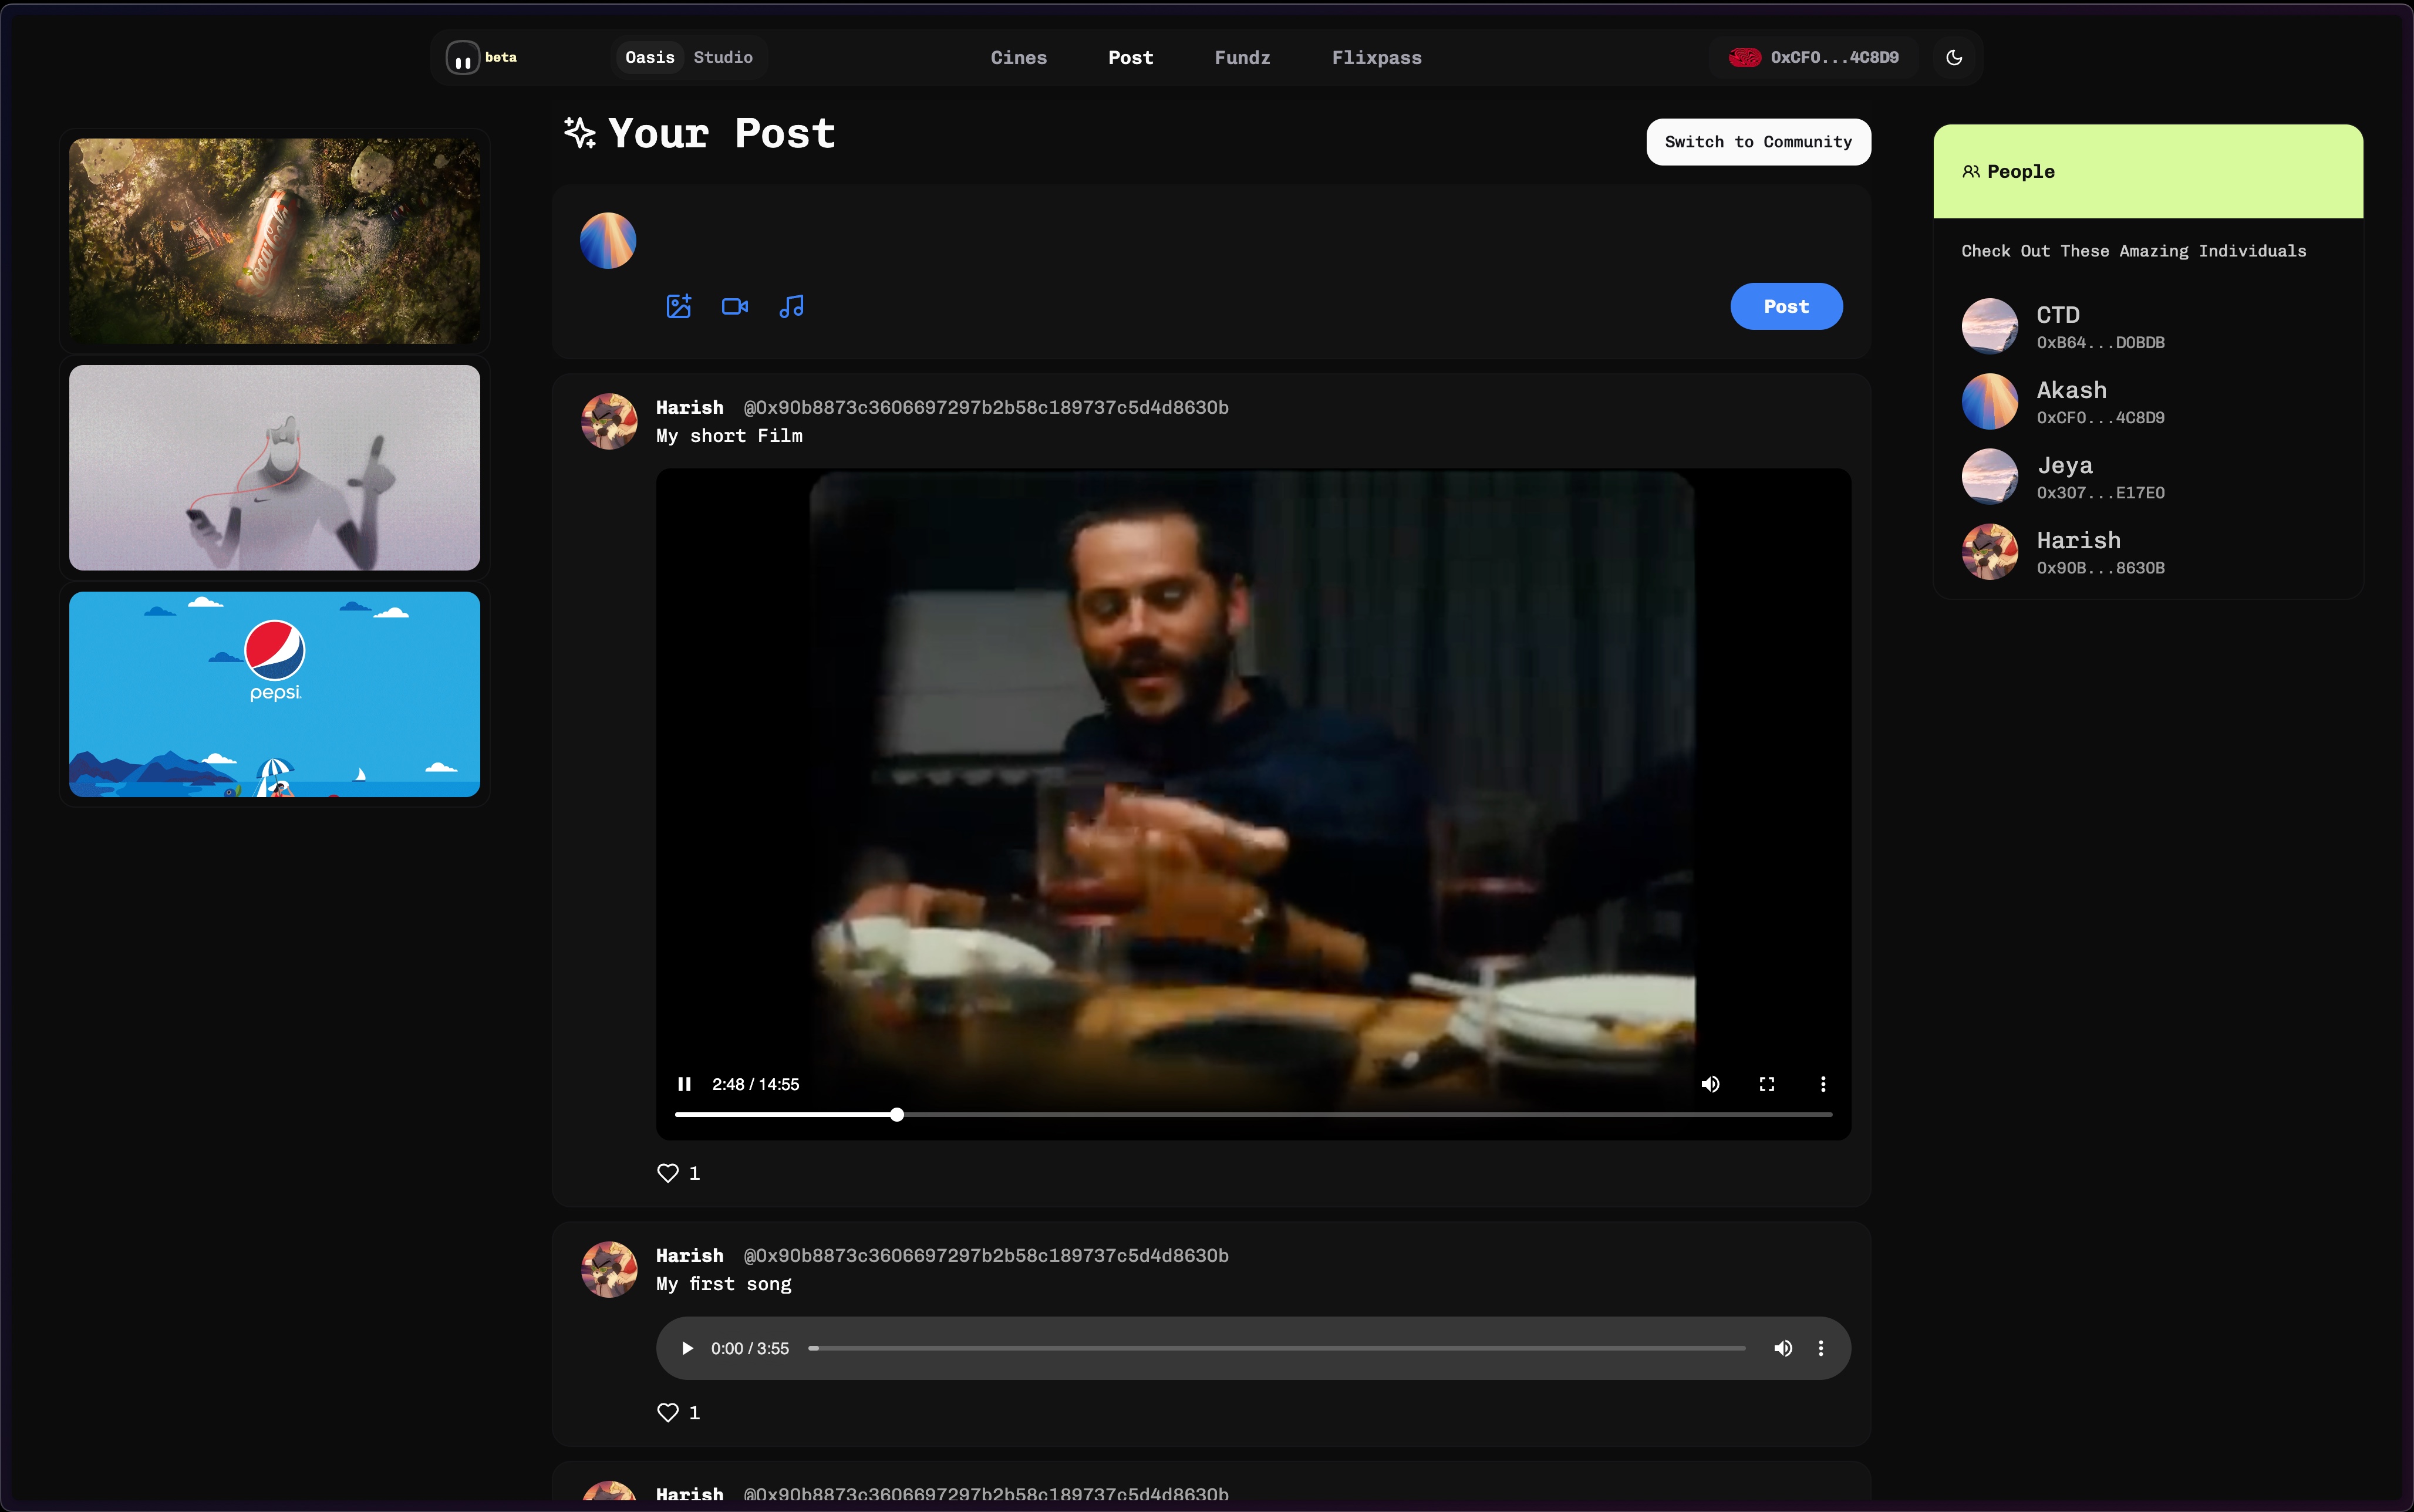 beta
Oasis Studio
Cines Post Fundz Flixpass
0xCF0...4C8D9
Your Post
Switch to Community
Post
Coca-Cola
pepsi
Harish @0x90b8873c3606697297b2b58c189737c5d4d8630b
My short Film
2:48 / 14:55
1
Harish @0x90b8873c3606697297b2b58c189737c5d4d8630b
My first song
0:00 / 3:55
1
Harish @0x90b8873c3606697297b2b58c189737c5d4d8630b
People
Check Out These Amazing Individuals
CTD
0xB64...D0BDB
Akash
0xCF0...4C8D9
Jeya
0x307...E17E0
Harish
0x90B...8630B